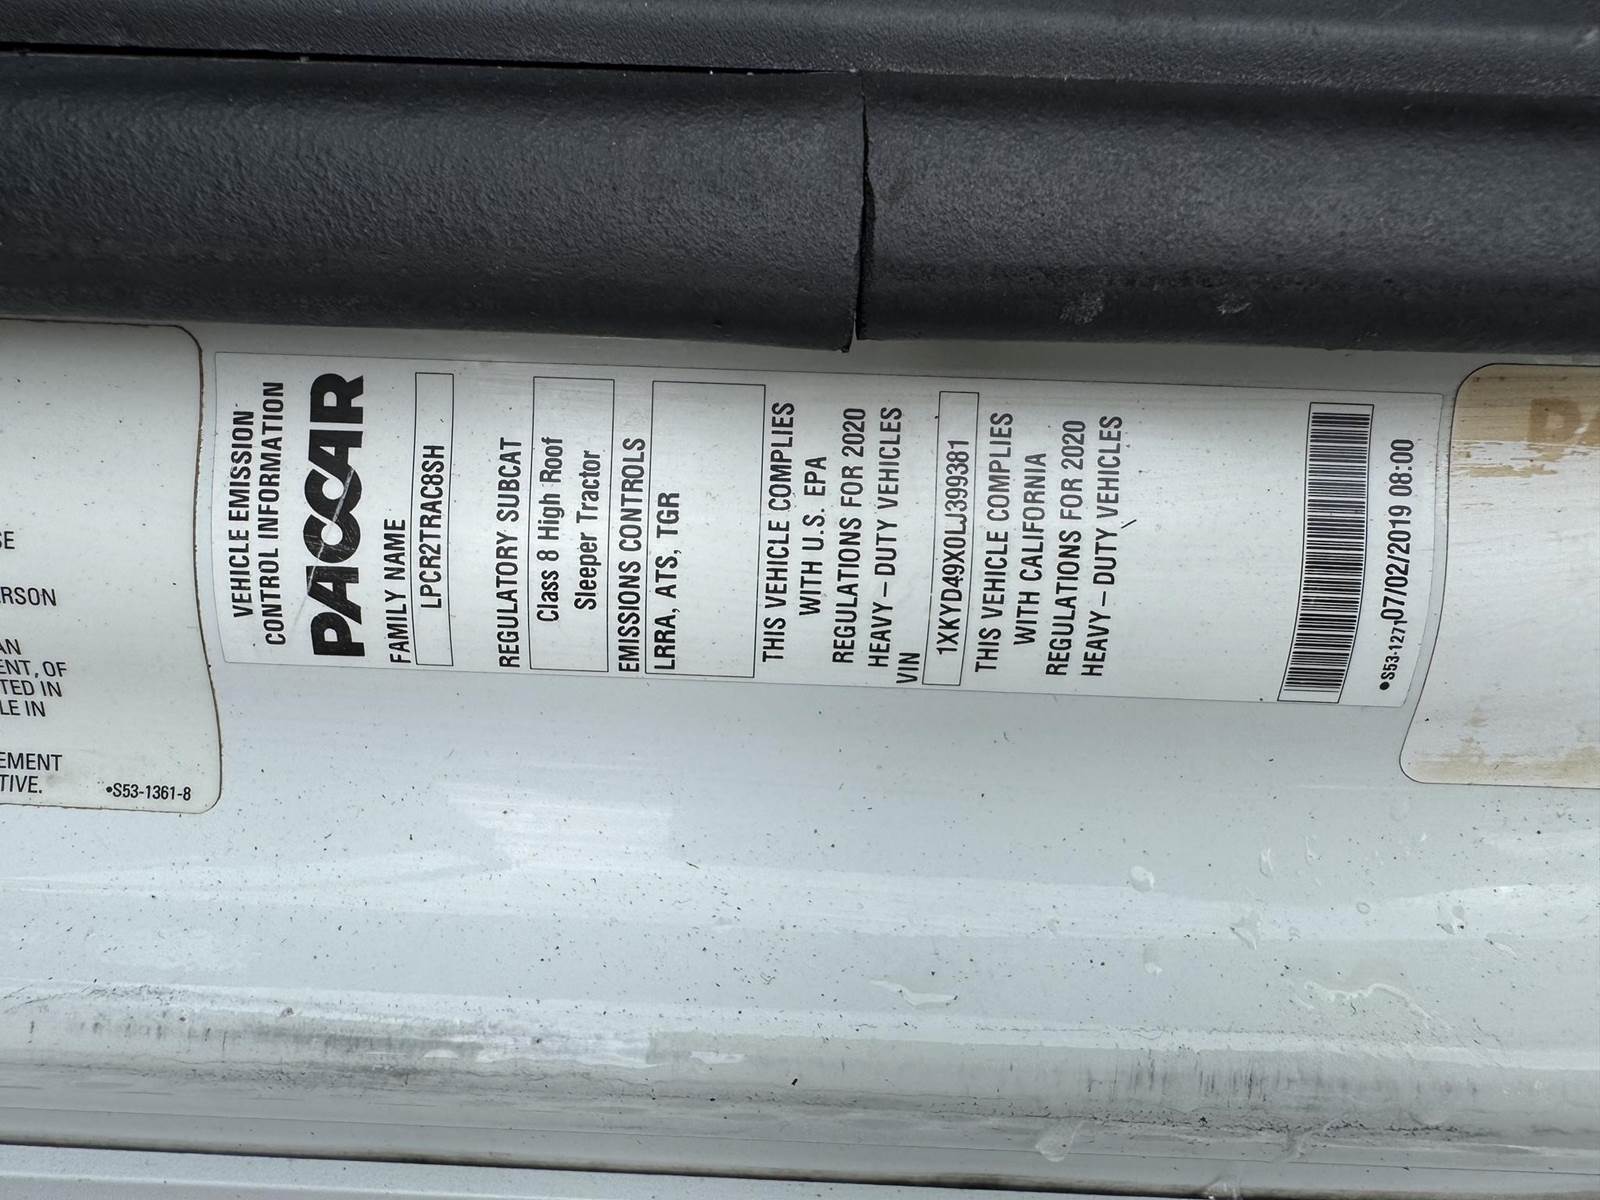 VEHICLE EMISSION
CONTROL INFORMATION
PACCAR
FAMILY NAME
LPCR2TRAC8SH
REGULATORY SUBCAT
Class 8 High Roof
Sleeper Tractor
EMISSIONS CONTROLS
LRRA, ATS, TGR
THIS VEHICLE COMPLIES
WITH U.S. EPA
REGULATIONS FOR 2020
HEAVY–DUTY VEHICLES
VIN
1XKYD49X0LJ399381
THIS VEHICLE COMPLIES
WITH CALIFORNIA
REGULATIONS FOR 2020
HEAVY–DUTY VEHICLES
•S53-1271 07/02/2019 08:00
SE
ERSON
AN
ENT, OF
TED IN
LE IN
EMENT
TIVE.
•S53-1361-8
PA